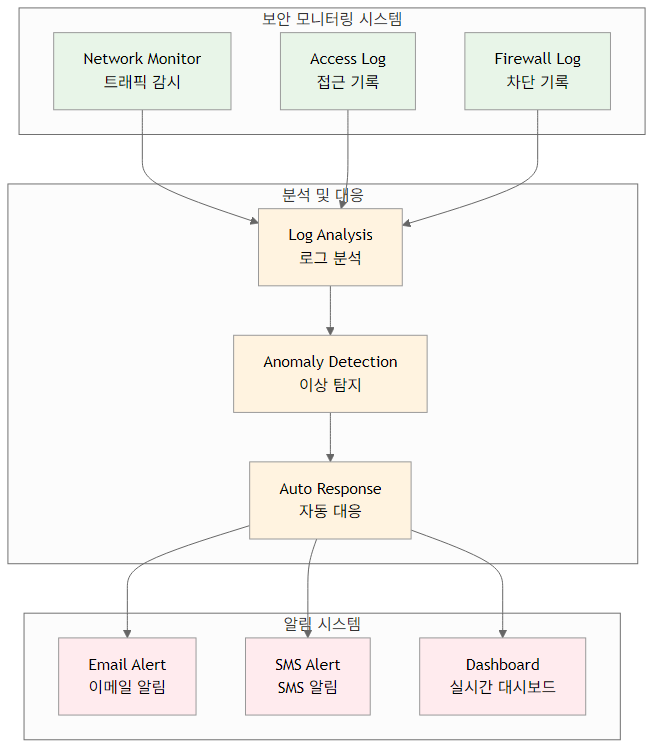 보안 모니터링 시스템
Network Monitor
트래픽 감시
Access Log
접근 기록
Firewall Log
차단 기록
분석 및 대응
Log Analysis
로그 분석
Anomaly Detection
이상 탐지
Auto Response
자동 대응
알림 시스템
Email Alert
이메일 알림
SMS Alert
SMS 알림
Dashboard
실시간 대시보드